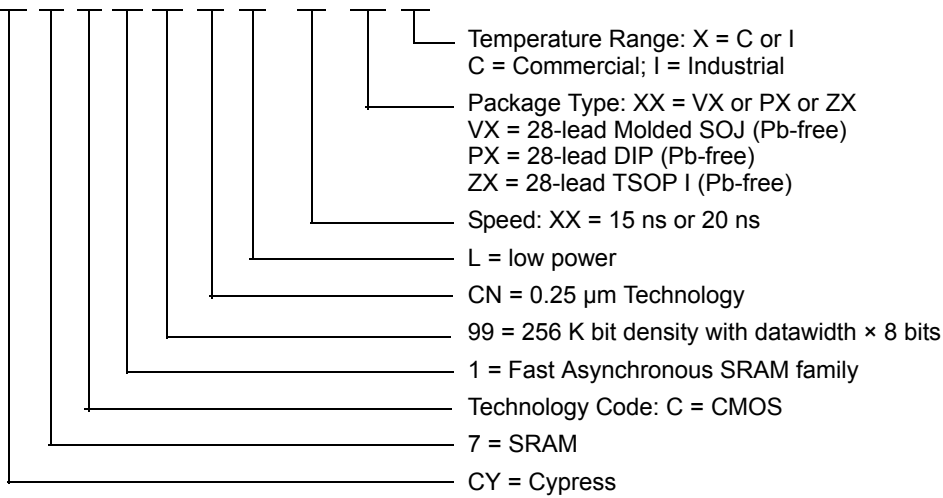 Temperature Range: X = C or I
C = Commercial; I = Industrial
Package Type: XX = VX or PX or ZX
VX = 28-lead Molded SOJ (Pb-free)
PX = 28-lead DIP (Pb-free)
ZX = 28-lead TSOP I (Pb-free)
Speed: XX = 15 ns or 20 ns
L = low power
CN = 0.25 µm Technology
99 = 256 K bit density with datawidth × 8 bits
1 = Fast Asynchronous SRAM family
Technology Code: C = CMOS
7 = SRAM
CY = Cypress